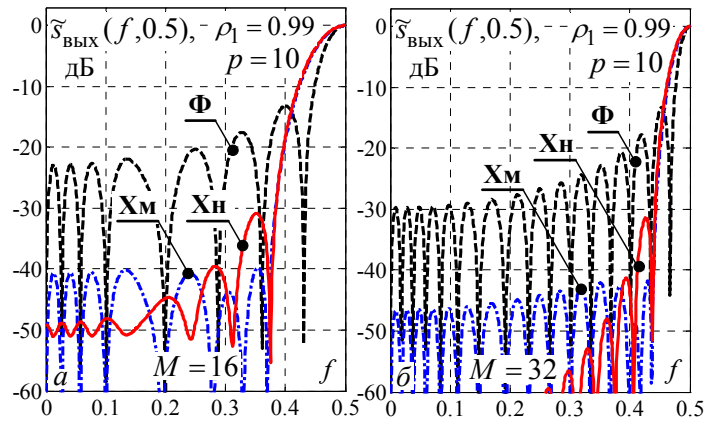 s̃вых(f,0.5), ρ₁=0.99
дБ p=10
Ф
Хм Хн
а M=16 f
0 -10 -20 -30 -40 -50 -60
0 0.1 0.2 0.3 0.4 0.5
s̃вых(f,0.5), ρ₁=0.99
дБ p=10
Ф
Хн
Хм
б M=32 f
0 -10 -20 -30 -40 -50 -60
0 0.1 0.2 0.3 0.4 0.5